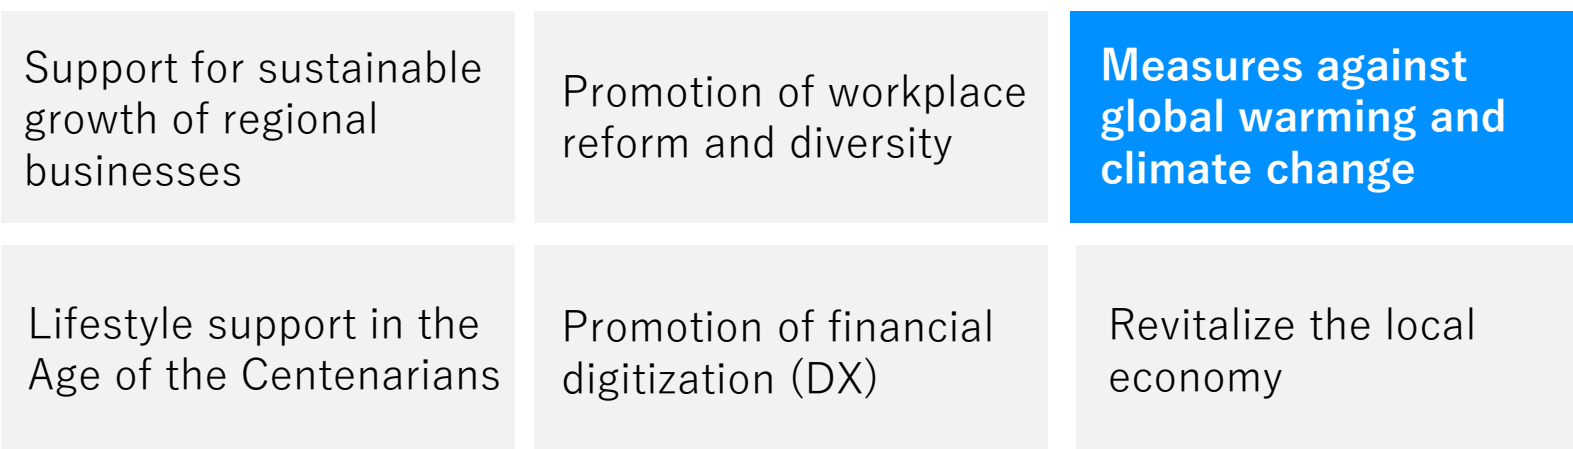 Support for sustainable
growth of regional
businesses
Promotion of workplace
reform and diversity
Measures against
global warming and
climate change
Lifestyle support in the
Age of the Centenarians
Promotion of financial
digitization (DX)
Revitalize the local
economy